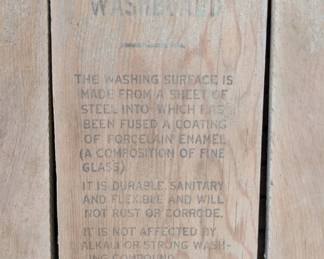 WASHBOARD
THE WASHING SURFACE IS
MADE FROM A SHEET OF
STEEL INTO WHICH HAS
BEEN FUSED A COATING
OF PORCELAIN ENAMEL
(A COMPOSITION OF FINE
GLASS)
IT IS DURABLE, SANITARY
AND FLEXIBLE AND WILL
NOT RUST OR CORRODE.
IT IS NOT AFFECTED BY
ALKALI OR STRONG WASH-
ING COMPOUND